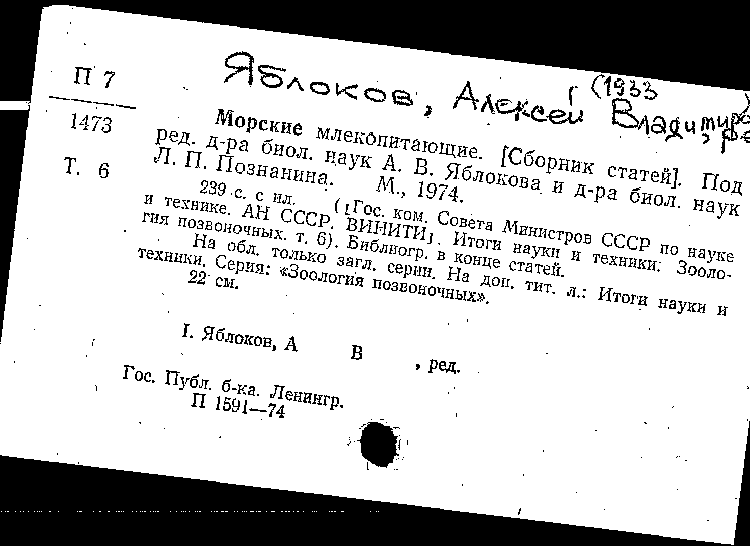 Яблоков, Алексей Владимиро
(1933
П 7
1473
Т. 6
Морские млекопитающие. [Сборник статей]. Под
ред. д-ра биол. наук А. В. Яблокова и д-ра биол. наук
Л. П. Познанина. М., 1974.
239 с. с ил. (Гос. ком. Совета Министров СССР по науке
и технике. АН СССР. ВИНИТИ). Итоги науки и техники: Зооло-
гия позвоночных. т. 6). Библиогр. в конце статей.
На обл. только загл. серии. На доп. тит. л.: Итоги науки и
техники. Серия: «Зоология позвоночных».
22 см.
I. Яблоков, А В , ред.
Гос. Публ. б-ка. Ленингр.
П 1591—74